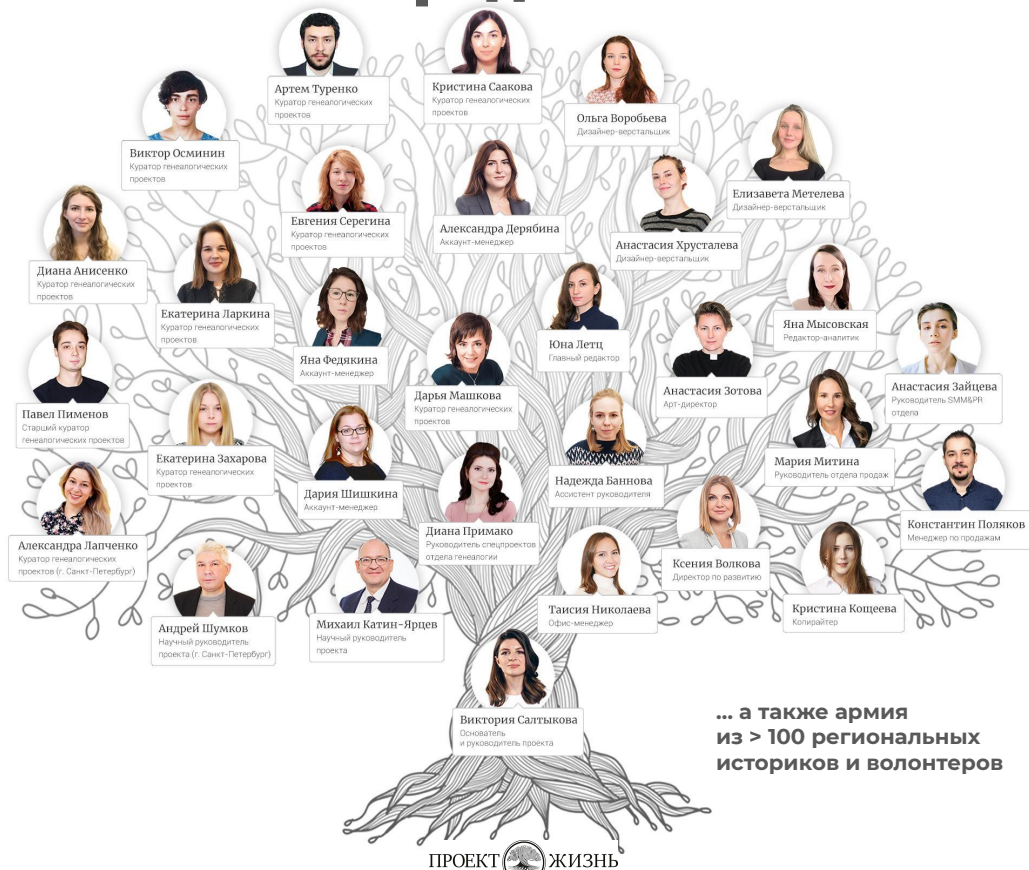 Артем Туренко
Куратор генеалогических
проектов
Кристина Саакова
Куратор генеалогических
проектов
Ольга Воробьева
Дизайнер-верстальщик
Виктор Осминин
Куратор генеалогических
проектов
Елизавета Метелева
Дизайнер-верстальщик
Евгения Серегина
Куратор генеалогических
проектов
Александра Дерябина
Аккаунт-менеджер
Анастасия Хрусталева
Дизайнер-верстальщик
Диана Анисенко
Куратор генеалогических
проектов
Екатерина Ларкина
Куратор генеалогических
проектов
Яна Федякина
Аккаунт-менеджер
Юна Летц
Главный редактор
Яна Мысовская
Редактор-аналитик
Павел Пименов
Старший куратор
генеалогических проектов
Дарья Машкова
Куратор генеалогических
проектов
Анастасия Зотова
Арт-директор
Анастасия Зайцева
Руководитель SMM&PR
отдела
Екатерина Захарова
Куратор генеалогических
проектов
Дария Шишкина
Аккаунт-менеджер
Надежда Баннова
Ассистент руководителя
Мария Митина
Руководитель отдела продаж
Александра Лапченко
Куратор генеалогических
проектов (г. Санкт-Петербург)
Диана Примако
Руководитель спецпроектов
отдела генеалогии
Ксения Волкова
Директор по развитию
Константин Поляков
Менеджер по продажам
Андрей Шумков
Научный руководитель
проекта (г. Санкт-Петербург)
Михаил Катин-Ярцев
Научный руководитель
проекта
Таисия Николаева
Офис-менеджер
Кристина Кощеева
Копирайтер
Виктория Салтыкова
Основатель
и руководитель проекта
... а также армия
из > 100 региональных
историков и волонтеров
ПРОЕКТ ЖИЗНЬ